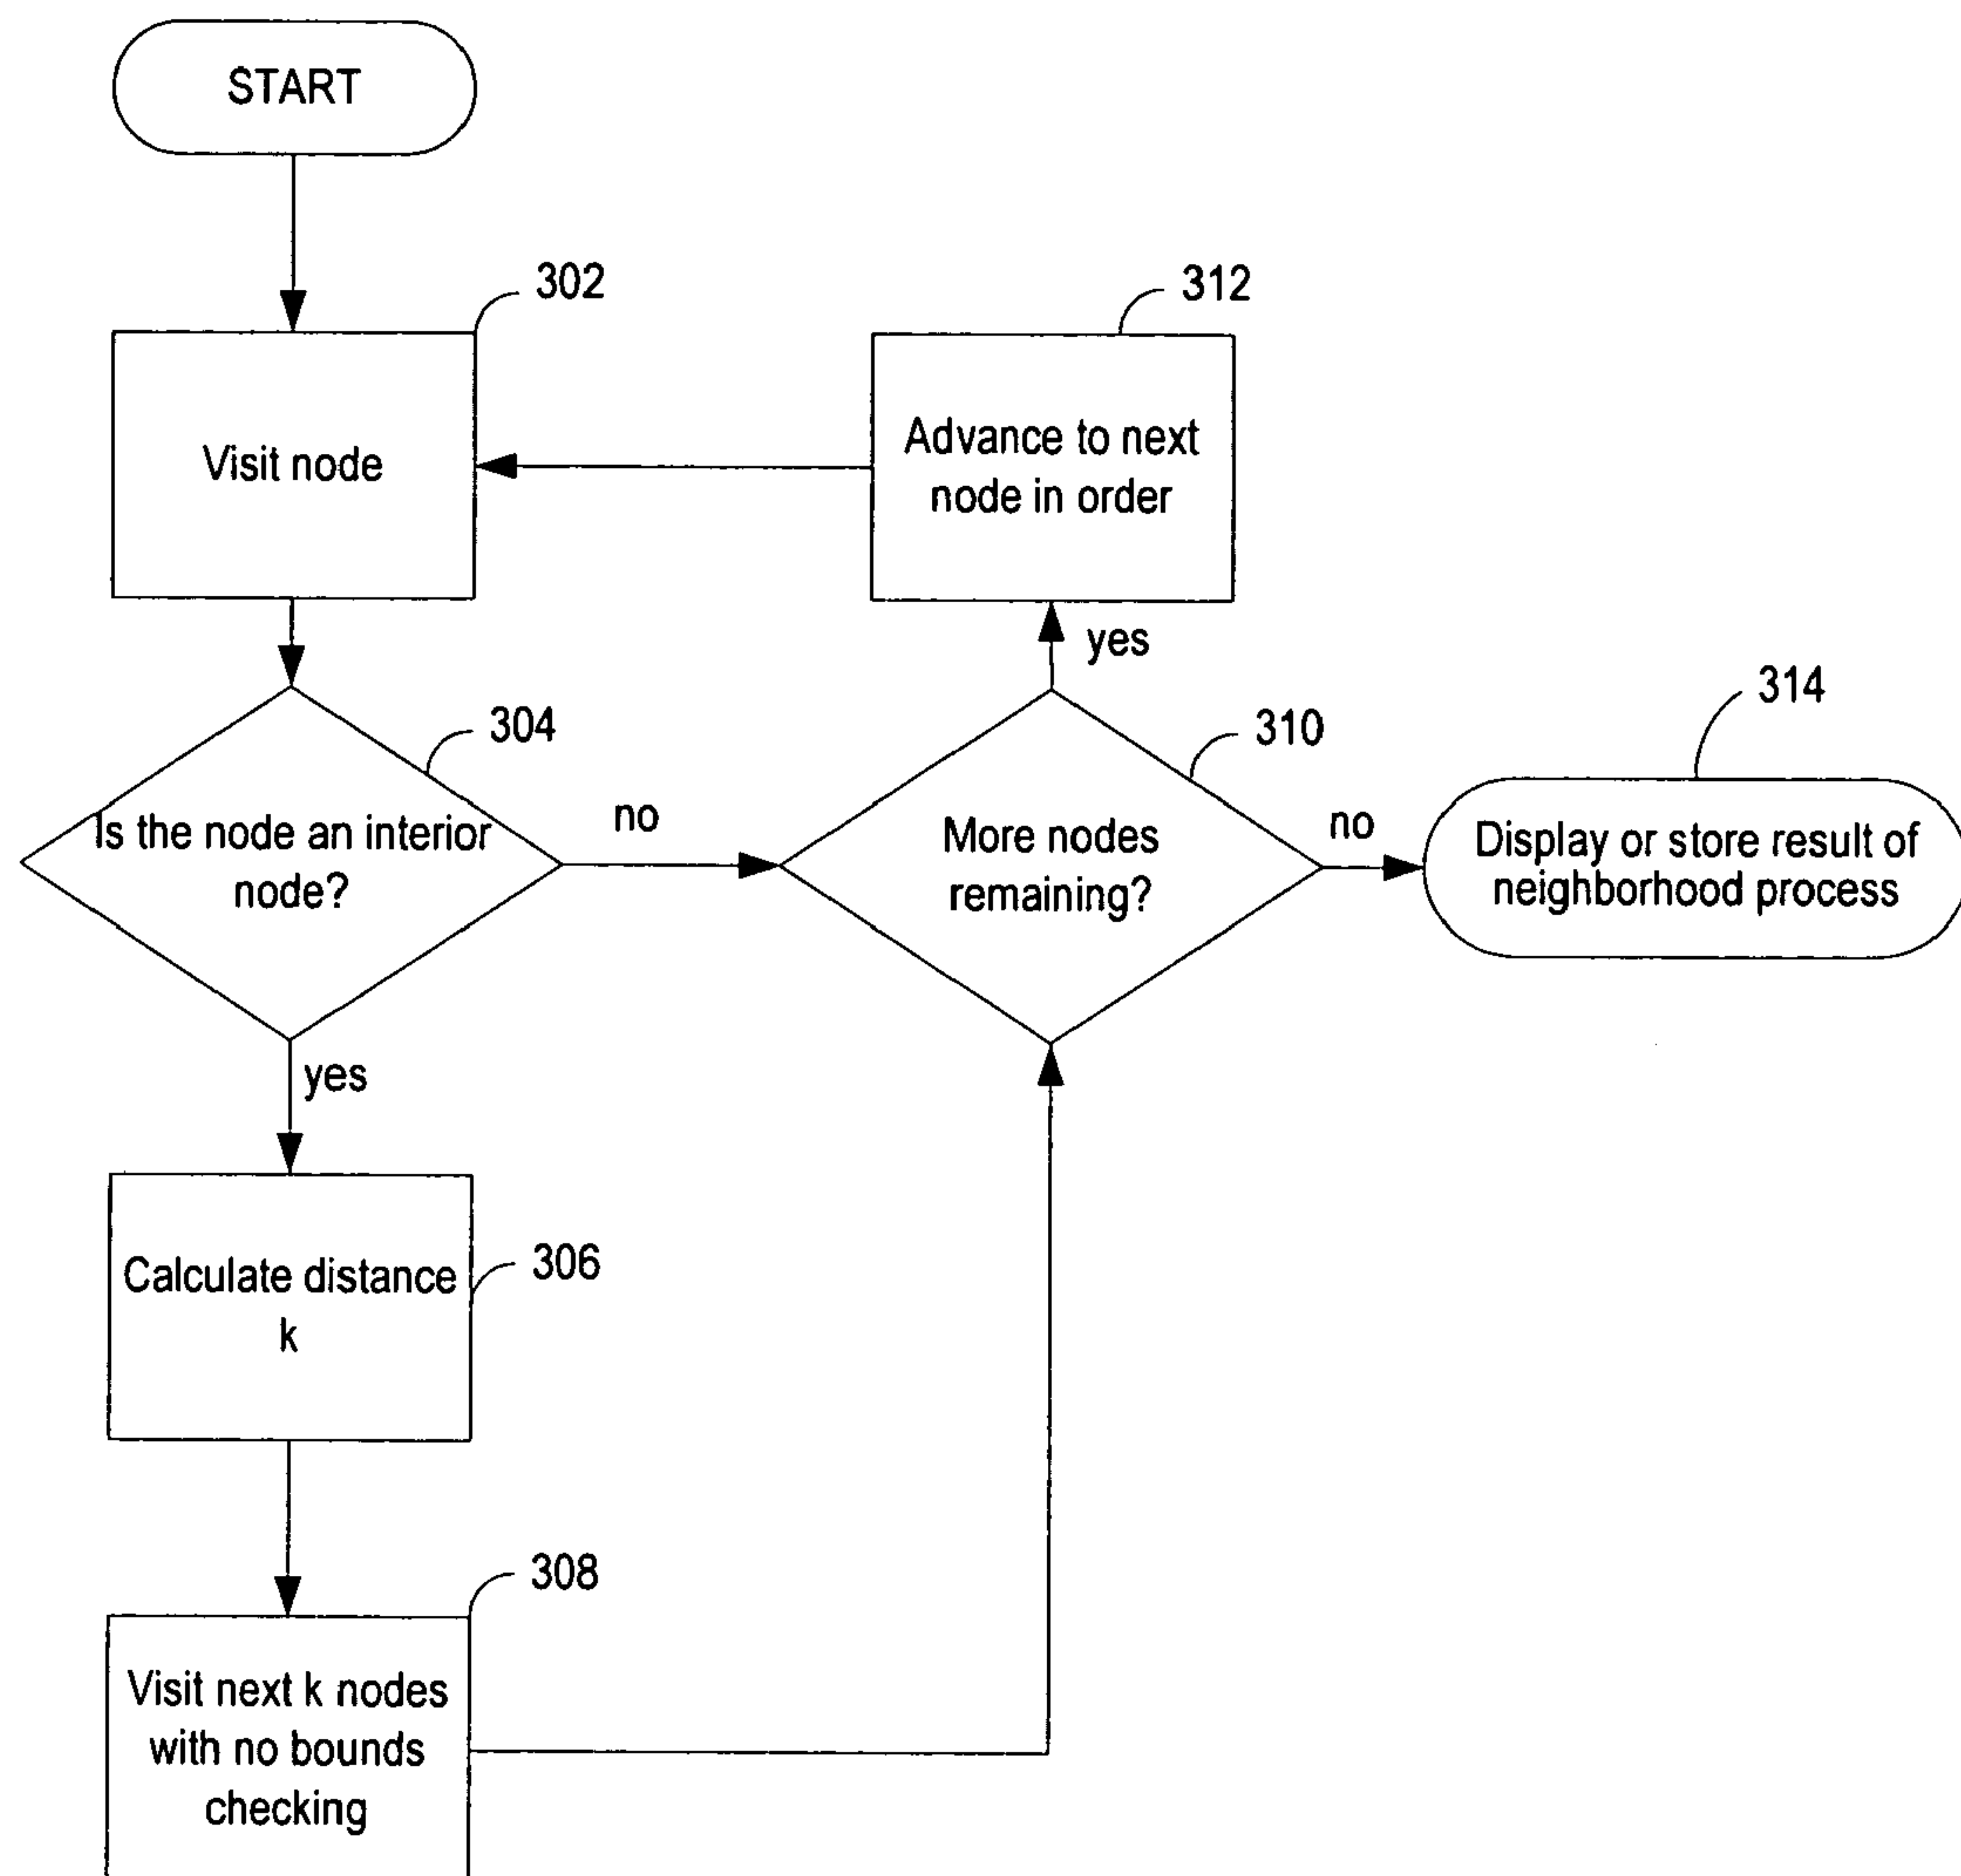 START
302
Visit node
312
Advance to next
node in order
yes
304
Is the node an interior
node?
no
310
More nodes
remaining?
no
314
Display or store result of
neighborhood process
yes
306
Calculate distance
k
308
Visit next k nodes
with no bounds
checking